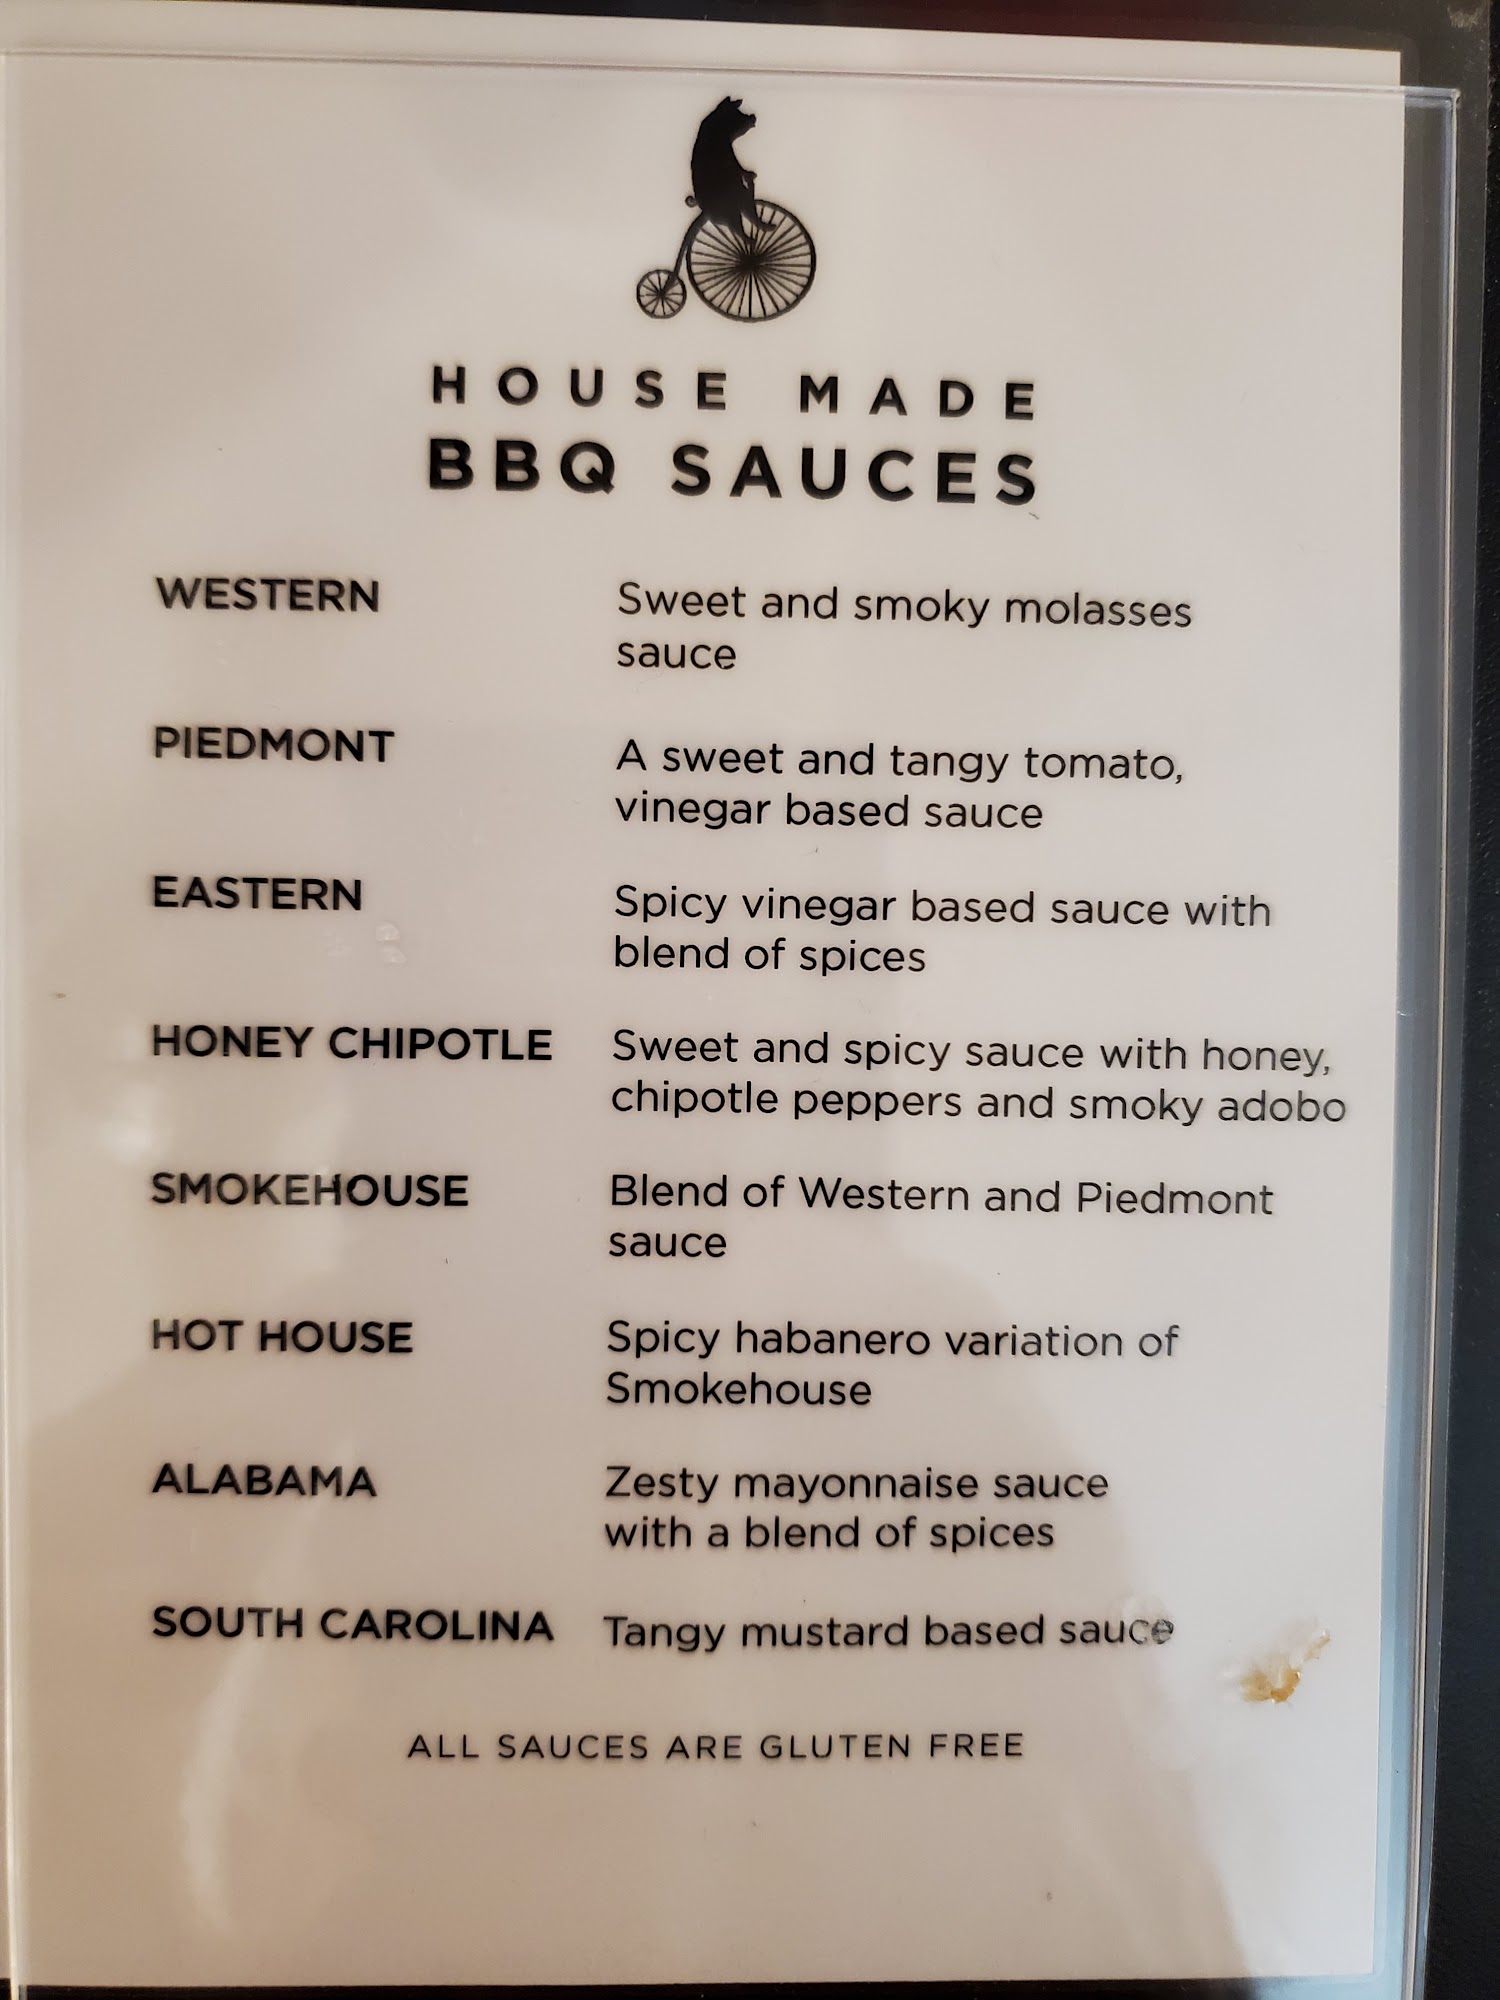 HOUSE MADE
BBQ SAUCES
WESTERN
Sweet and smoky molasses
sauce
PIEDMONT
A sweet and tangy tomato,
vinegar based sauce
EASTERN
Spicy vinegar based sauce with
blend of spices
HONEY CHIPOTLE
Sweet and spicy sauce with honey,
chipotle peppers and smoky adobo
SMOKEHOUSE
Blend of Western and Piedmont
sauce
HOT HOUSE
Spicy habanero variation of
Smokehouse
ALABAMA
Zesty mayonnaise sauce
with a blend of spices
SOUTH CAROLINA
Tangy mustard based sauce
ALL SAUCES ARE GLUTEN FREE